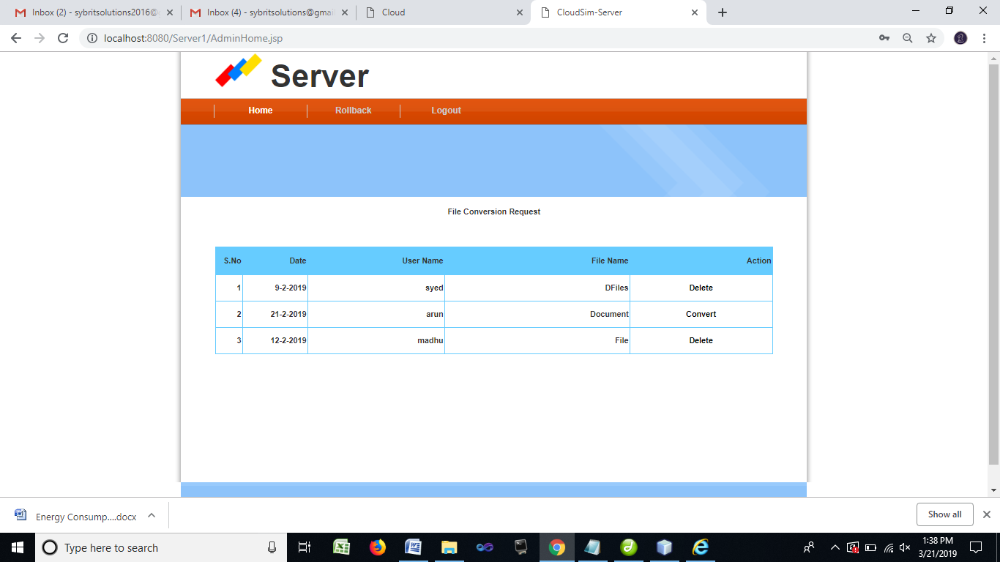 Inbox (2) - sybritsolutions2016@
Inbox (4) - sybritsolutions@gmai
Cloud
CloudSim-Server
localhost:8080/Server1/AdminHome.jsp
Server
Home Rollback Logout
File Conversion Request
S.No Date User Name File Name Action
1 9-2-2019 syed DFiles Delete
2 21-2-2019 arun Document Convert
3 12-2-2019 madhu File Delete
Energy Consump....docx
Show all
Type here to search
1:38 PM
3/21/2019